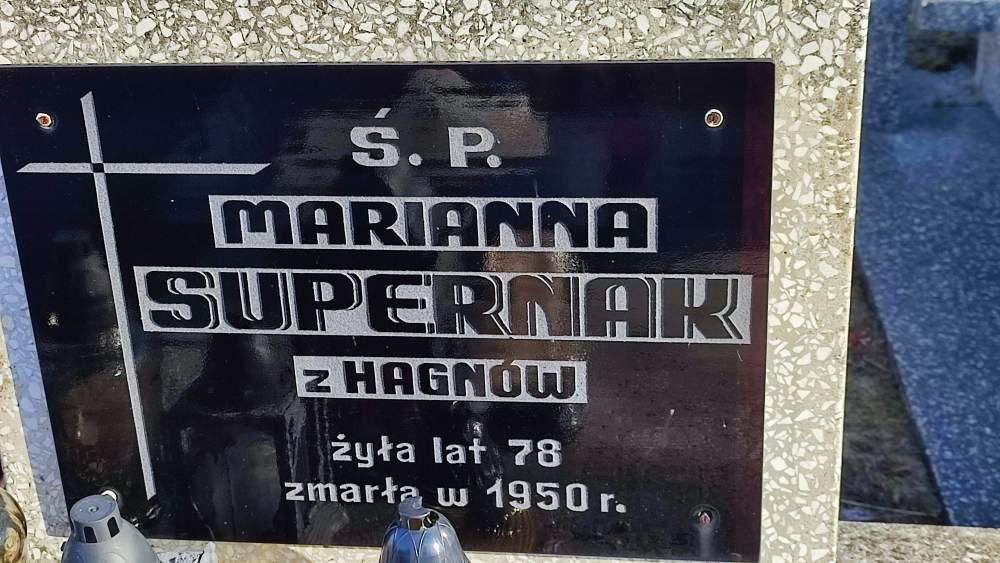 Ś. P.
MARIANNA
SUPERNAK
z HAGNÓW
żyła lat 78
zmarła w 1950 r.